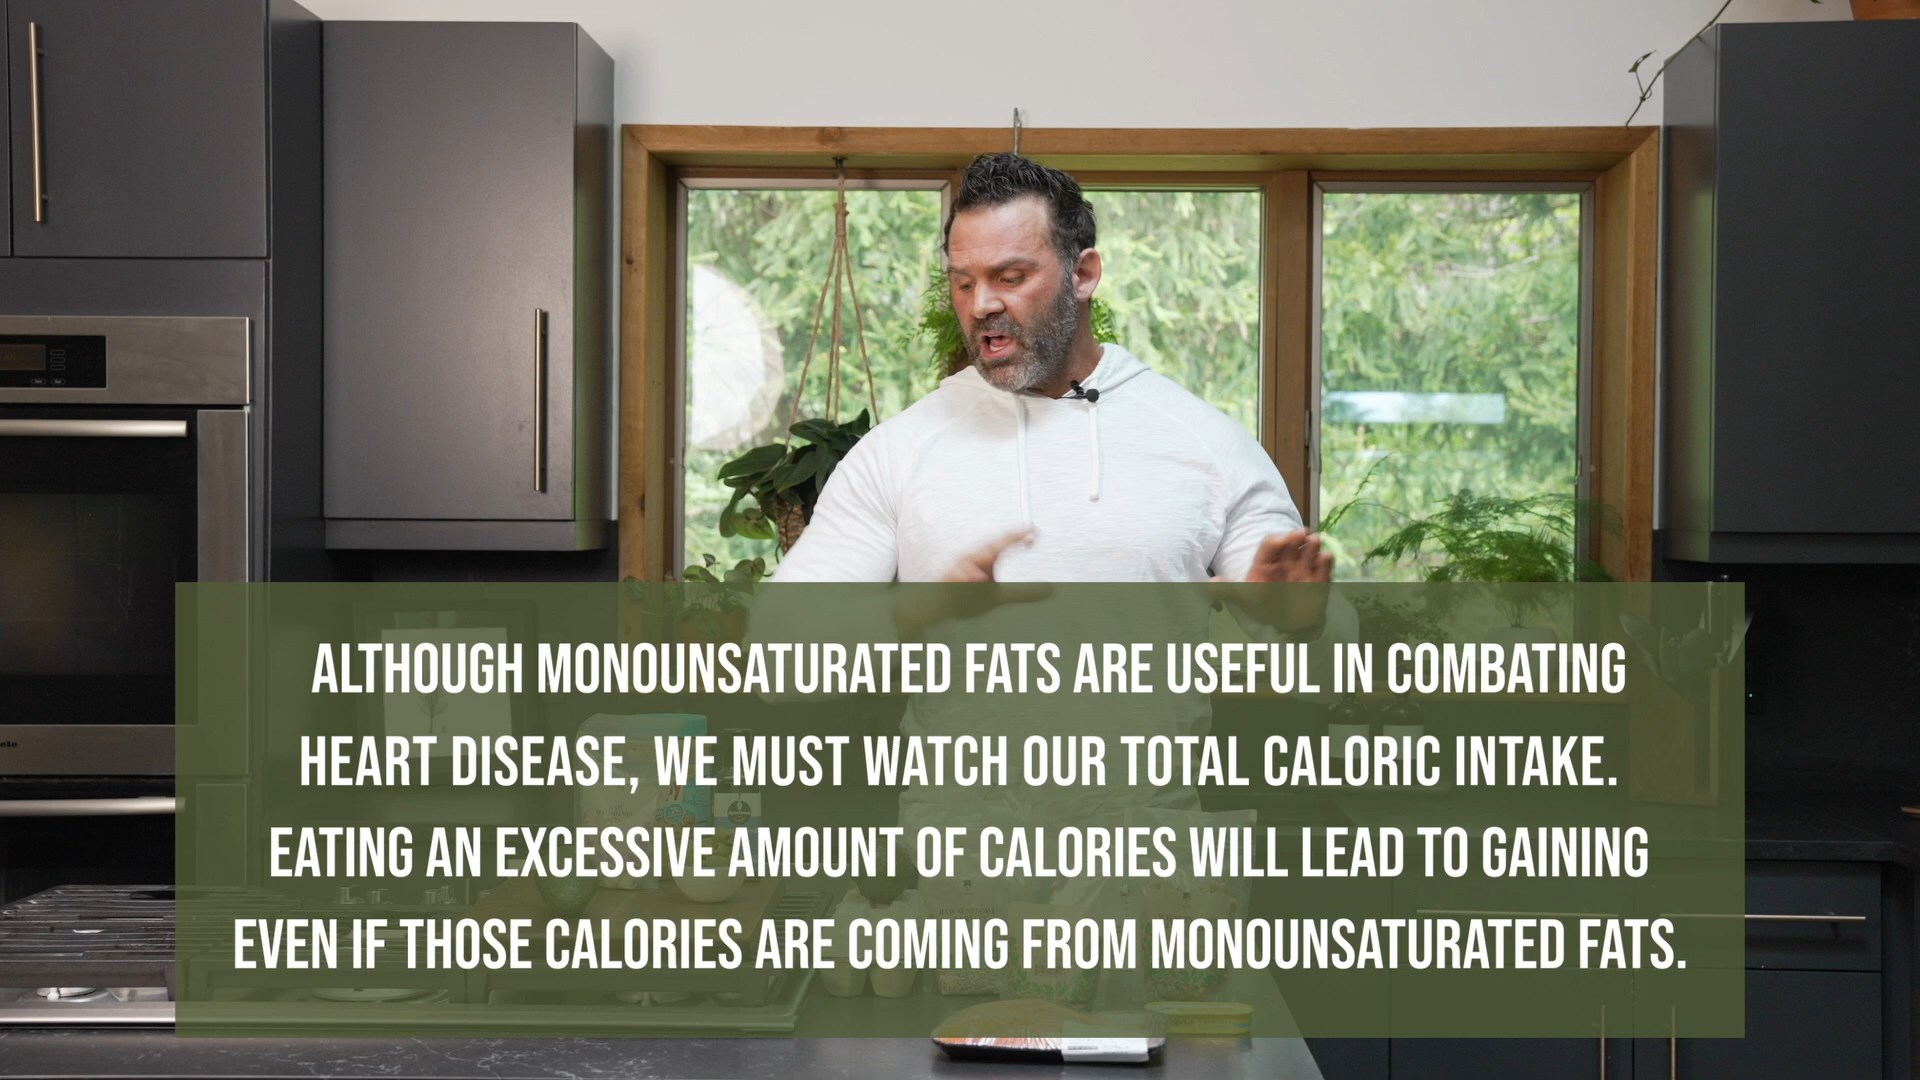 ALTHOUGH MONOUNSATURATED FATS ARE USEFUL IN COMBATING
HEART DISEASE, WE MUST WATCH OUR TOTAL CALORIC INTAKE.
EATING AN EXCESSIVE AMOUNT OF CALORIES WILL LEAD TO GAINING
EVEN IF THOSE CALORIES ARE COMING FROM MONOUNSATURATED FATS.